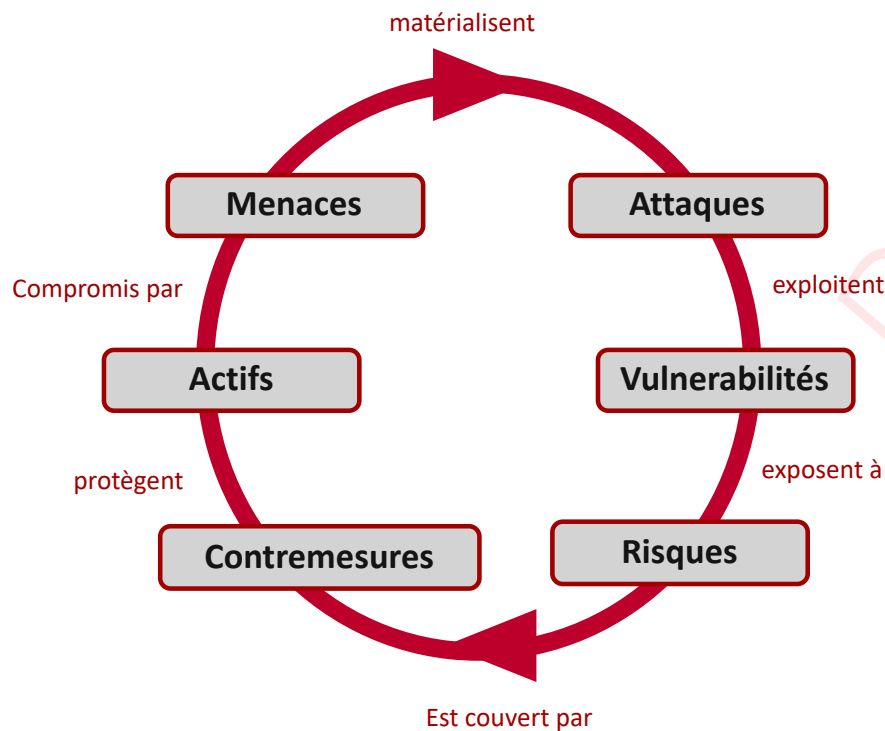 matérialisent
Menaces
Attaques
Compromis par
exploitent
Actifs
Vulnerabilités
protègent
exposent à
Contremesures
Risques
Est couvert par